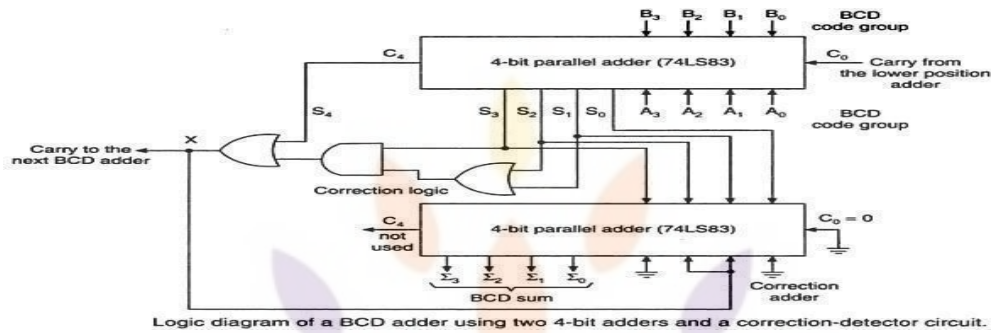 B₃ B₂ B₁ B₀ BCD code group
C₄ 4-bit parallel adder (74LS83) C₀ Carry from the lower position adder
S₄ S₃ S₂ S₁ S₀ A₃ A₂ A₁ A₀ BCD code group
X
Carry to the next BCD adder
Correction logic
C₄ not used 4-bit parallel adder (74LS83) C₀ = 0
Σ₃ Σ₂ Σ₁ Σ₀ Correction adder
BCD sum
Logic diagram of a BCD adder using two 4-bit adders and a correction-detector circuit.